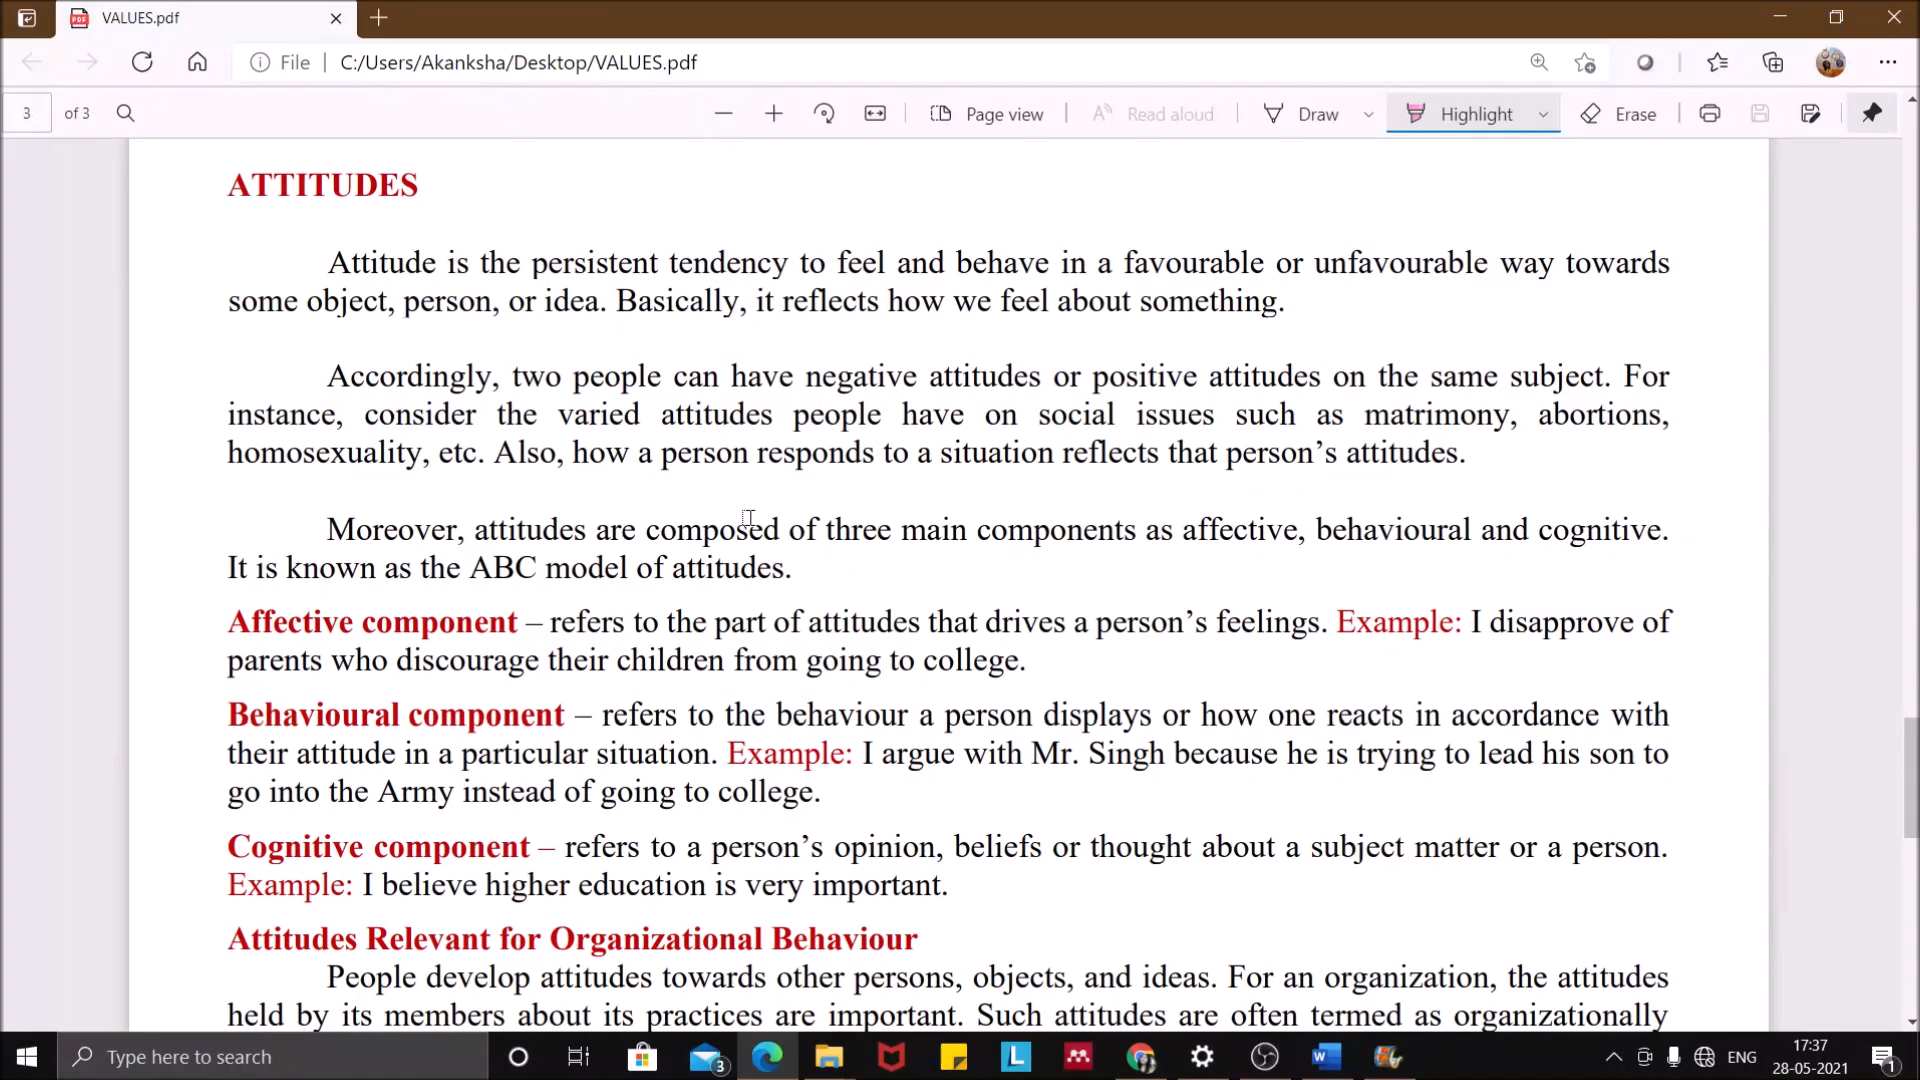 VALUES.pdf
File
C:/Users/Akanksha/Desktop/VALUES.pdf
3 of 3
Page view
Read aloud
Draw
Highlight
Erase
ATTITUDES
Attitude is the persistent tendency to feel and behave in a favourable or unfavourable way towards
some object, person, or idea. Basically, it reflects how we feel about something.
Accordingly, two people can have negative attitudes or positive attitudes on the same subject. For
instance, consider the varied attitudes people have on social issues such as matrimony, abortions,
homosexuality, etc. Also, how a person responds to a situation reflects that person’s attitudes.
Moreover, attitudes are composed of three main components as affective, behavioural and cognitive.
It is known as the ABC model of attitudes.
Affective component – refers to the part of attitudes that drives a person’s feelings. Example: I disapprove of
parents who discourage their children from going to college.
Behavioural component – refers to the behaviour a person displays or how one reacts in accordance with
their attitude in a particular situation. Example: I argue with Mr. Singh because he is trying to lead his son to
go into the Army instead of going to college.
Cognitive component – refers to a person’s opinion, beliefs or thought about a subject matter or a person.
Example: I believe higher education is very important.
Attitudes Relevant for Organizational Behaviour
People develop attitudes towards other persons, objects, and ideas. For an organization, the attitudes
held by its members about its practices are important. Such attitudes are often termed as organizationally
Type here to search
3
ENG
17:37
28-05-2021
1